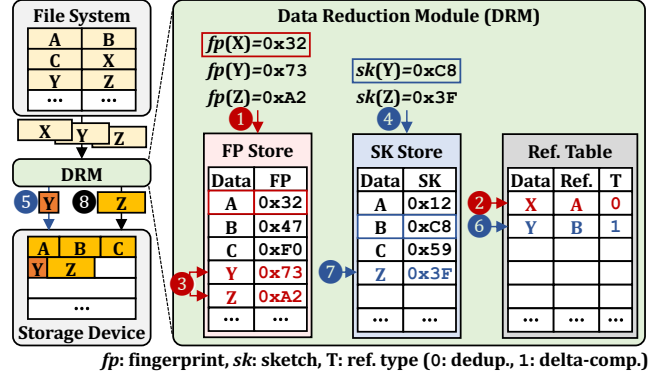 File System
A B
C X
Y Z
... ...
X Y Z
DRM
5 Y 8 Z
A B C
Y Z
...
Storage Device
Data Reduction Module (DRM)
fp(X)=0x32
fp(Y)=0x73
fp(Z)=0xA2
1
sk(Y)=0xC8
sk(Z)=0x3F
4
FP Store
Data FP
A 0x32
B 0x47
C 0xF0
Y 0x73
3
Z 0xA2
... ...
SK Store
Data SK
A 0x12
B 0xC8
C 0x59
7 Z 0x3F
... ...
Ref. Table
Data Ref. T
2 X A 0
6 Y B 1
... ... ...
fp: fingerprint, sk: sketch, T: ref. type (0: dedup., 1: delta-comp.)